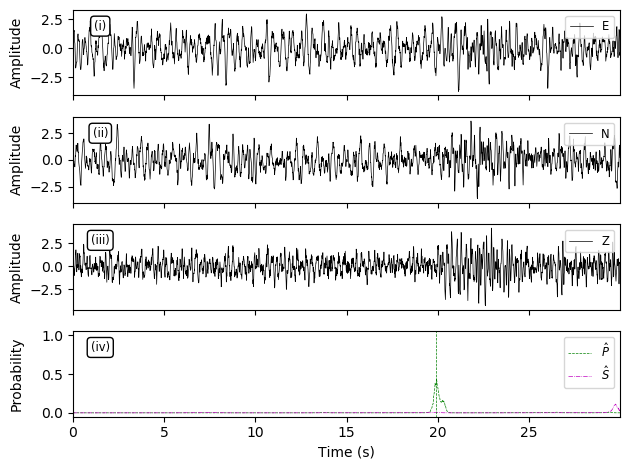 (i)
E
2.5
0.0
−2.5
Amplitude
(ii)
N
2.5
0.0
−2.5
Amplitude
(iii)
Z
2.5
0.0
−2.5
Amplitude
(iv)
P̂
Ŝ
1.0
0.5
0.0
Probability
0 5 10 15 20 25
Time (s)